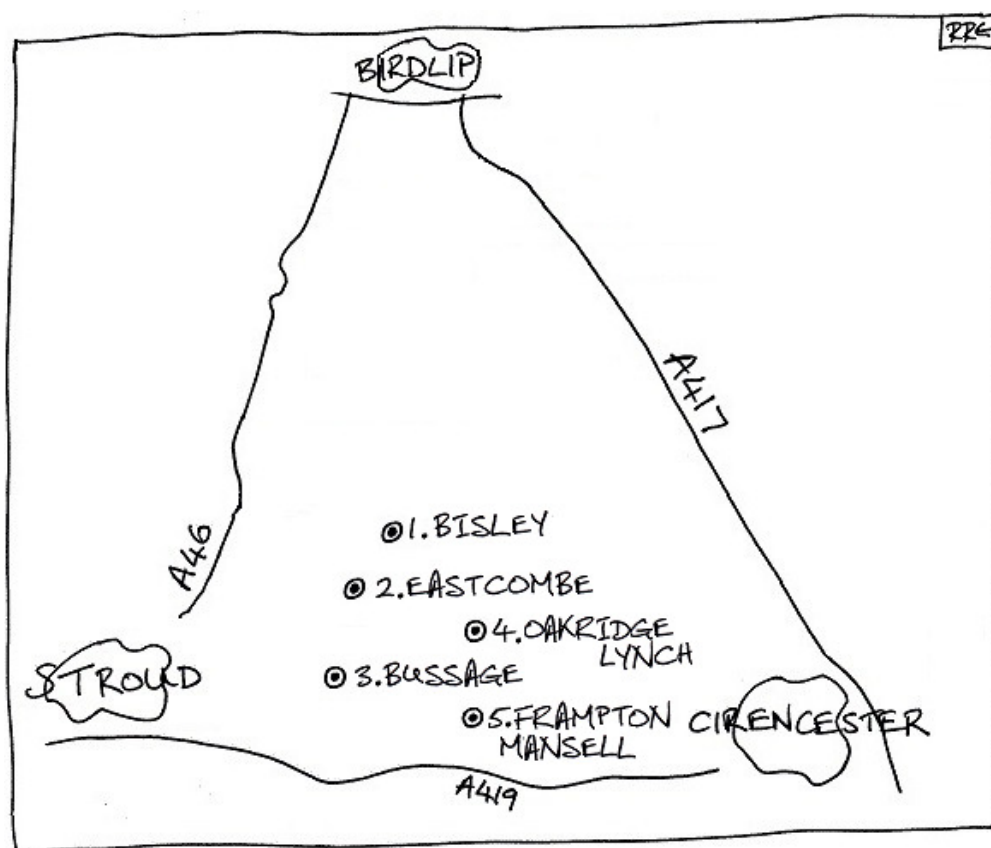 RRG
BIRDLIP
A417
A46
1. BISLEY
2. EASTCOMBE
4. OAKRIDGE
LYNCH
STROUD
3. BUSSAGE
5. FRAMPTON
MANSELL
CIRENCESTER
A419